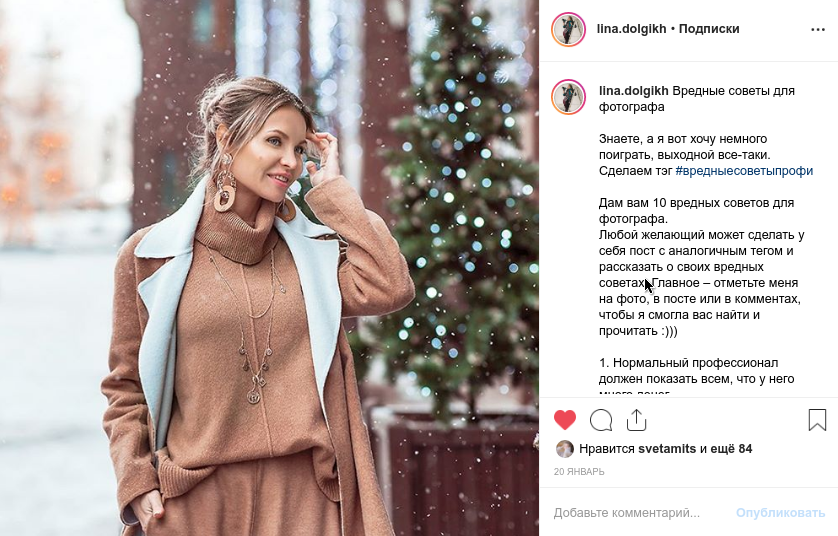 lina.dolgikh • Подписки
lina.dolgikh Вредные советы для
фотографа
Знаете, а я вот хочу немного
поиграть, выходной все-таки.
Сделаем тэг #вредныесоветыпрофи
Дам вам 10 вредных советов для
фотографа.
Любой желающий может сделать у
себя пост с аналогичным тегом и
рассказать о своих вредных
советах. Главное – отметьте меня
на фото, в посте или в комментах,
чтобы я смогла вас найти и
прочитать :)))
1. Нормальный профессионал
должен показать всем, что у него
много денег
Нравится svetamits и ещё 84
20 ЯНВАРЬ
Добавьте комментарий... Опубликовать